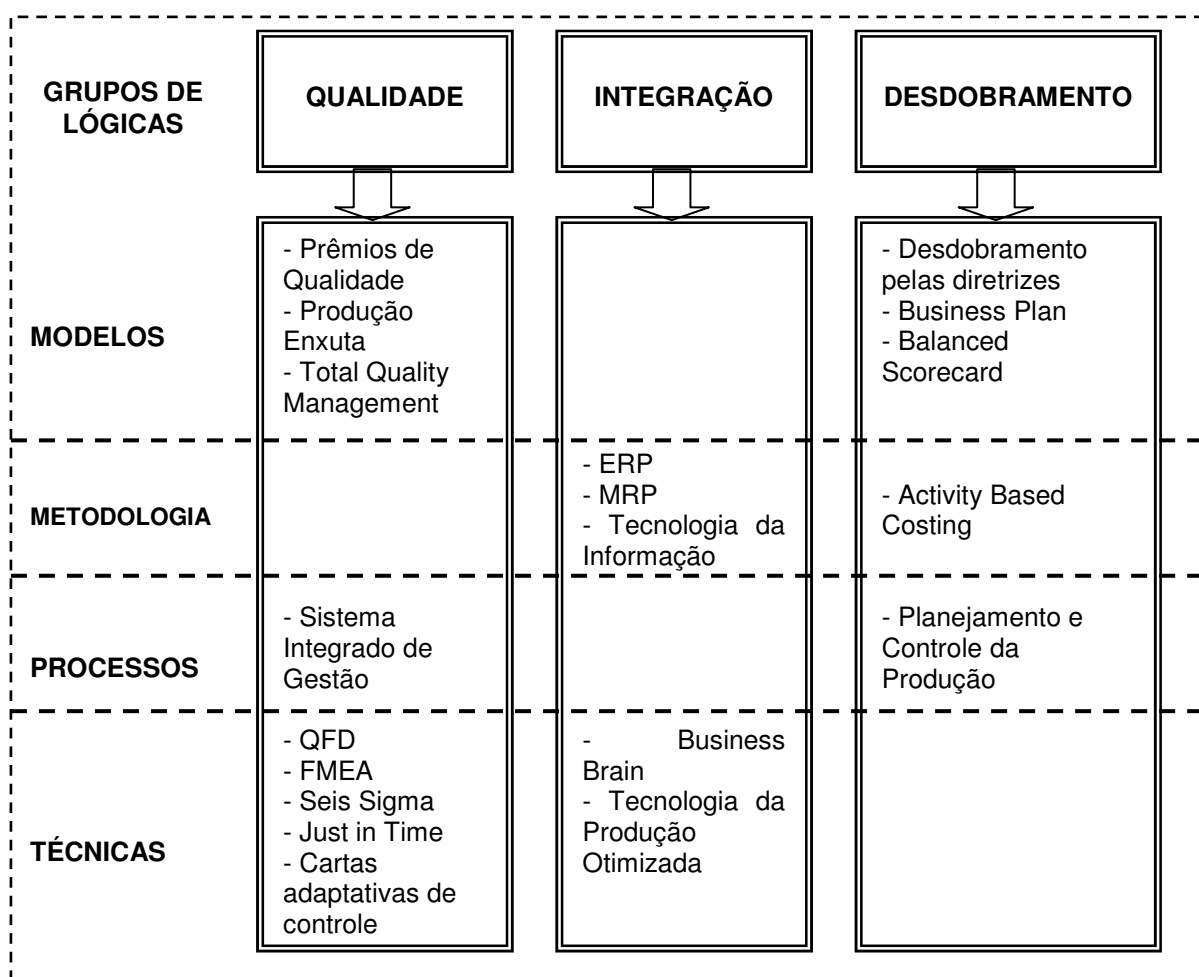 GRUPOS DE
LÓGICAS
QUALIDADE
INTEGRAÇÃO
DESDOBRAMENTO
MODELOS
- Prêmios de
Qualidade
- Produção
Enxuta
- Total Quality
Management
- Desdobramento
pelas diretrizes
- Business Plan
- Balanced
Scorecard
METODOLOGIA
- ERP
- MRP
- Tecnologia da
Informação
- Activity Based
Costing
PROCESSOS
- Sistema
Integrado de
Gestão
- Planejamento e
Controle da
Produção
TÉCNICAS
- QFD
- FMEA
- Seis Sigma
- Just in Time
- Cartas
adaptativas de
controle
- Business
Brain
- Tecnologia da
Produção
Otimizada